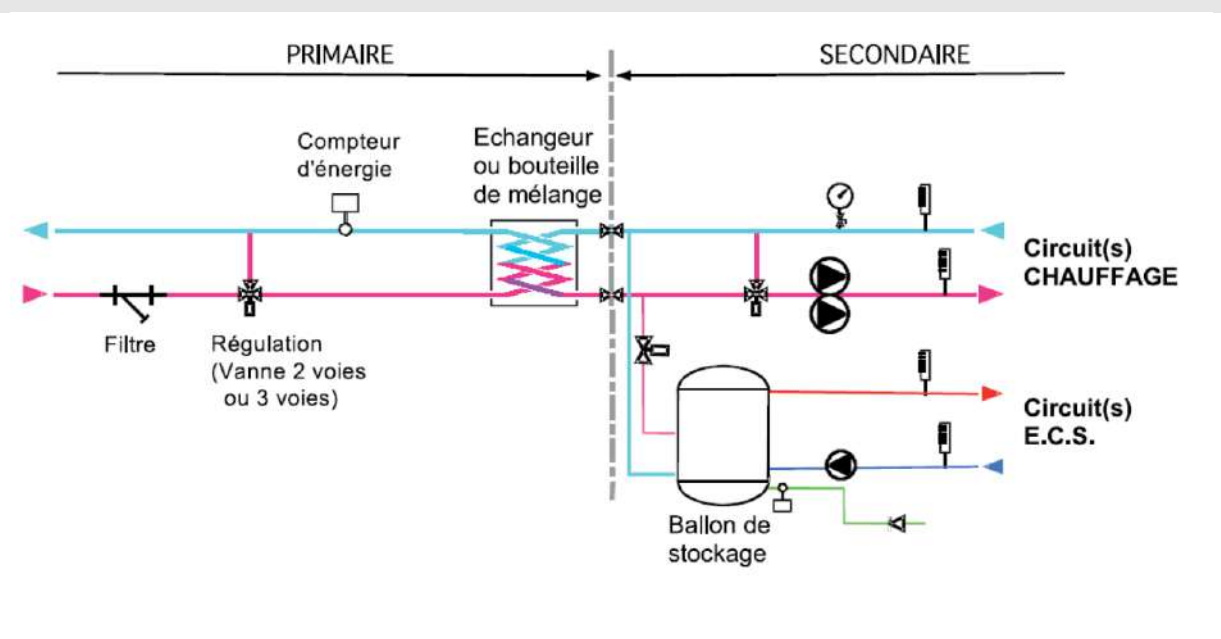 PRIMAIRE
SECONDAIRE
Compteur
d'énergie
Echangeur
ou bouteille
de mélange
Circuit(s)
CHAUFFAGE
Filtre
Régulation
(Vanne 2 voies
ou 3 voies)
Circuit(s)
E.C.S.
Ballon de
stockage